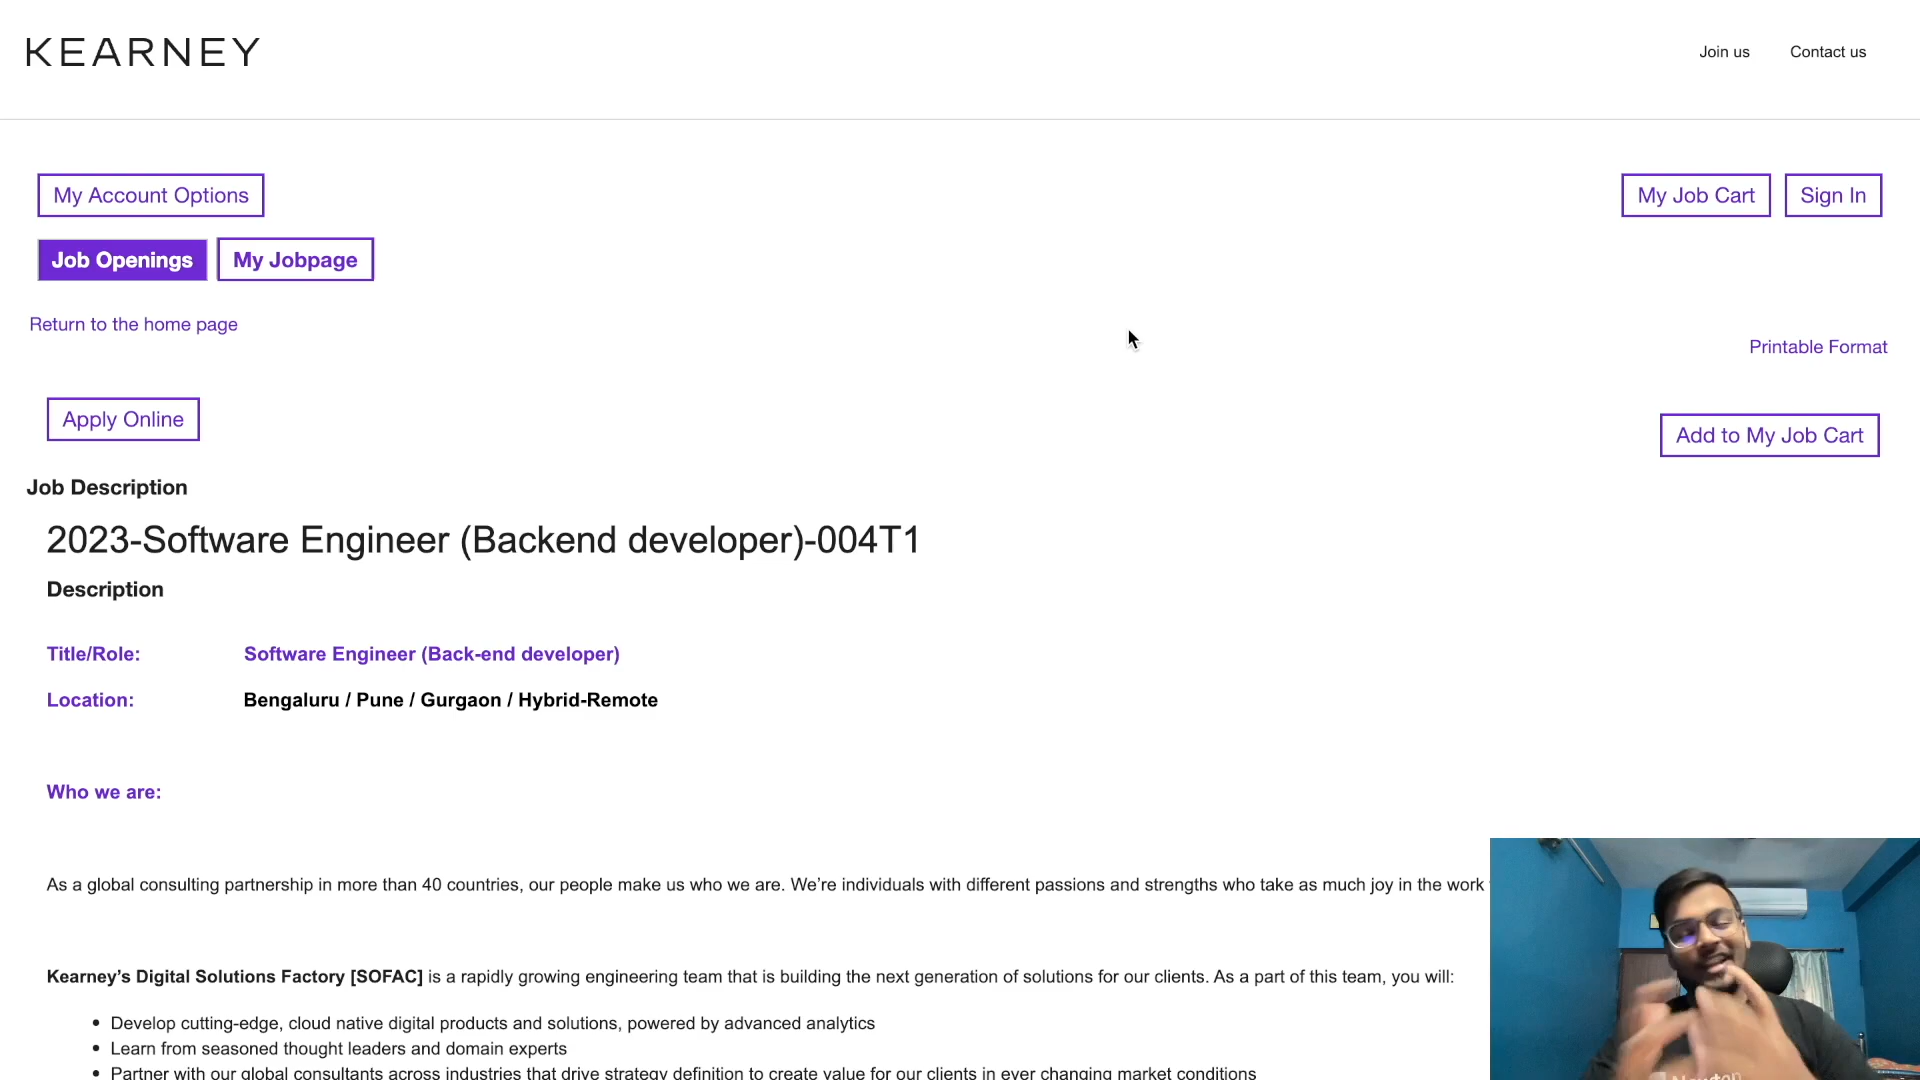 KEARNEY
Join us
Contact us
My Account Options
My Job Cart
Sign In
Job Openings
My Jobpage
Return to the home page
Printable Format
Apply Online
Add to My Job Cart
Job Description
2023-Software Engineer (Backend developer)-004T1
Description
Title/Role: Software Engineer (Back-end developer)
Location: Bengaluru / Pune / Gurgaon / Hybrid-Remote
Who we are:
As a global consulting partnership in more than 40 countries, our people make us who we are. We’re individuals with different passions and strengths who take as much joy in the work
Kearney’s Digital Solutions Factory [SOFAC] is a rapidly growing engineering team that is building the next generation of solutions for our clients. As a part of this team, you will:
• Develop cutting-edge, cloud native digital products and solutions, powered by advanced analytics
• Learn from seasoned thought leaders and domain experts
• Partner with our global consultants across industries that drive strategy definition to create value for our clients in ever changing market conditions